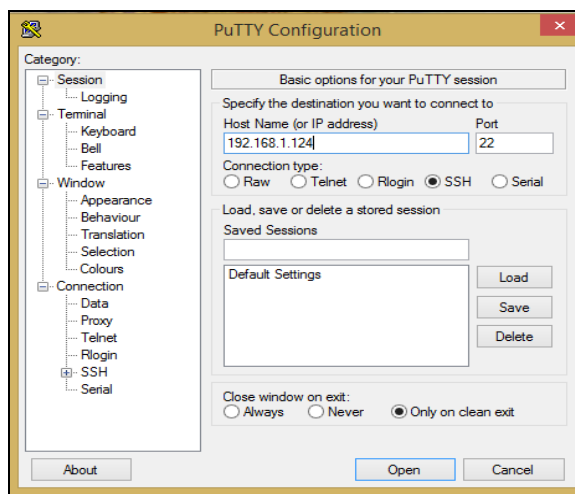 PuTTY Configuration
Category:
Session
Logging
Terminal
Keyboard
Bell
Features
Window
Appearance
Behaviour
Translation
Selection
Colours
Connection
Data
Proxy
Telnet
Rlogin
SSH
Serial
Basic options for your PuTTY session
Specify the destination you want to connect to
Host Name (or IP address) Port
192.168.1.124 22
Connection type:
Raw Telnet Rlogin SSH Serial
Load, save or delete a stored session
Saved Sessions
Default Settings
Load
Save
Delete
Close window on exit:
Always Never Only on clean exit
About Open Cancel